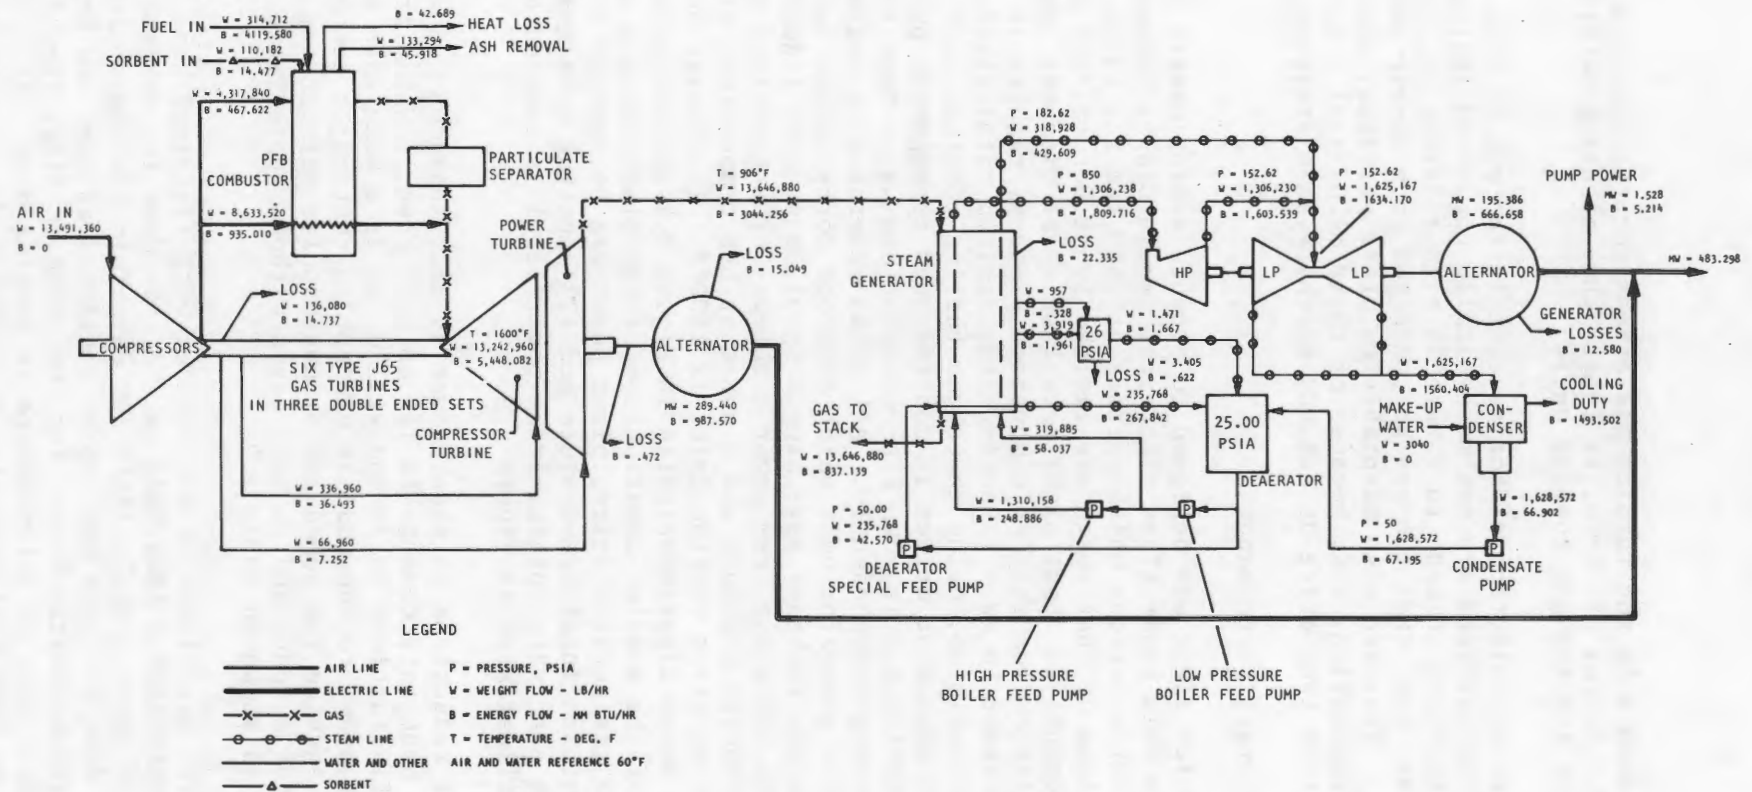 FUEL IN
W = 314,712
B = 4119.580
SORBENT IN
W = 110,182
B = 14.477
B = 42.689
HEAT LOSS
W = 133,294
B = 45.918
ASH REMOVAL
W = 4,317,840
B = 467.622
PFB
COMBUSTOR
PARTICULATE
SEPARATOR
AIR IN
W = 13,491,360
B = 0
W = 8,633,520
B = 935.010
POWER
TURBINE
T = 906°F
W = 13,646,880
B = 3044.256
LOSS
W = 136,080
B = 14.737
COMPRESSORS
SIX TYPE J65
GAS TURBINES
IN THREE DOUBLE ENDED SETS
T = 1600°F
W = 13,242,960
B = 5,448.082
COMPRESSOR
TURBINE
LOSS
B = 15.049
ALTERNATOR
MW = 289.440
B = 987.570
LOSS
B = .472
W = 336,960
B = 36.493
W = 66,960
B = 7.252
P = 182.62
W = 318,928
B = 429.609
P = 850
W = 1,306,238
B = 1,809.716
P = 152.62
W = 1,306,230
B = 1,603.539
P = 152.62
W = 1,625,167
B = 1634.170
STEAM
GENERATOR
LOSS
B = 22.335
HP
LP
LP
MW = 195.386
B = 666.658
ALTERNATOR
PUMP POWER
MW = 1.528
B = 5.214
MW = 483.298
GENERATOR
LOSSES
B = 12.580
W = 957
B = .328
W = 3,919
B = 1,961
26
PSIA
LOSS
W = 1.471
B = 1.667
W = 3.405
B = .622
W = 235,768
B = 267,842
25.00
PSIA
DEAERATOR
W = 1,625,167
B = 1560.404
MAKE-UP
WATER
W = 3040
B = 0
CON-
DENSER
COOLING
DUTY
B = 1493.502
GAS TO
STACK
W = 13,646,880
B = 837.139
W = 319,885
B = 58.037
W = 1,310,158
B = 248.886
P
P
P = 50.00
W = 235,768
B = 42.570
P
DEAERATOR
SPECIAL FEED PUMP
W = 1,628,572
B = 66.902
P = 50
W = 1,628,572
B = 67.195
P
CONDENSATE
PUMP
HIGH PRESSURE
BOILER FEED PUMP
LOW PRESSURE
BOILER FEED PUMP
LEGEND
AIR LINE
P = PRESSURE, PSIA
ELECTRIC LINE
W = WEIGHT FLOW - LB/HR
GAS
B = ENERGY FLOW - MM BTU/HR
STEAM LINE
T = TEMPERATURE - DEG. F
WATER AND OTHER
AIR AND WATER REFERENCE 60°F
SORBENT